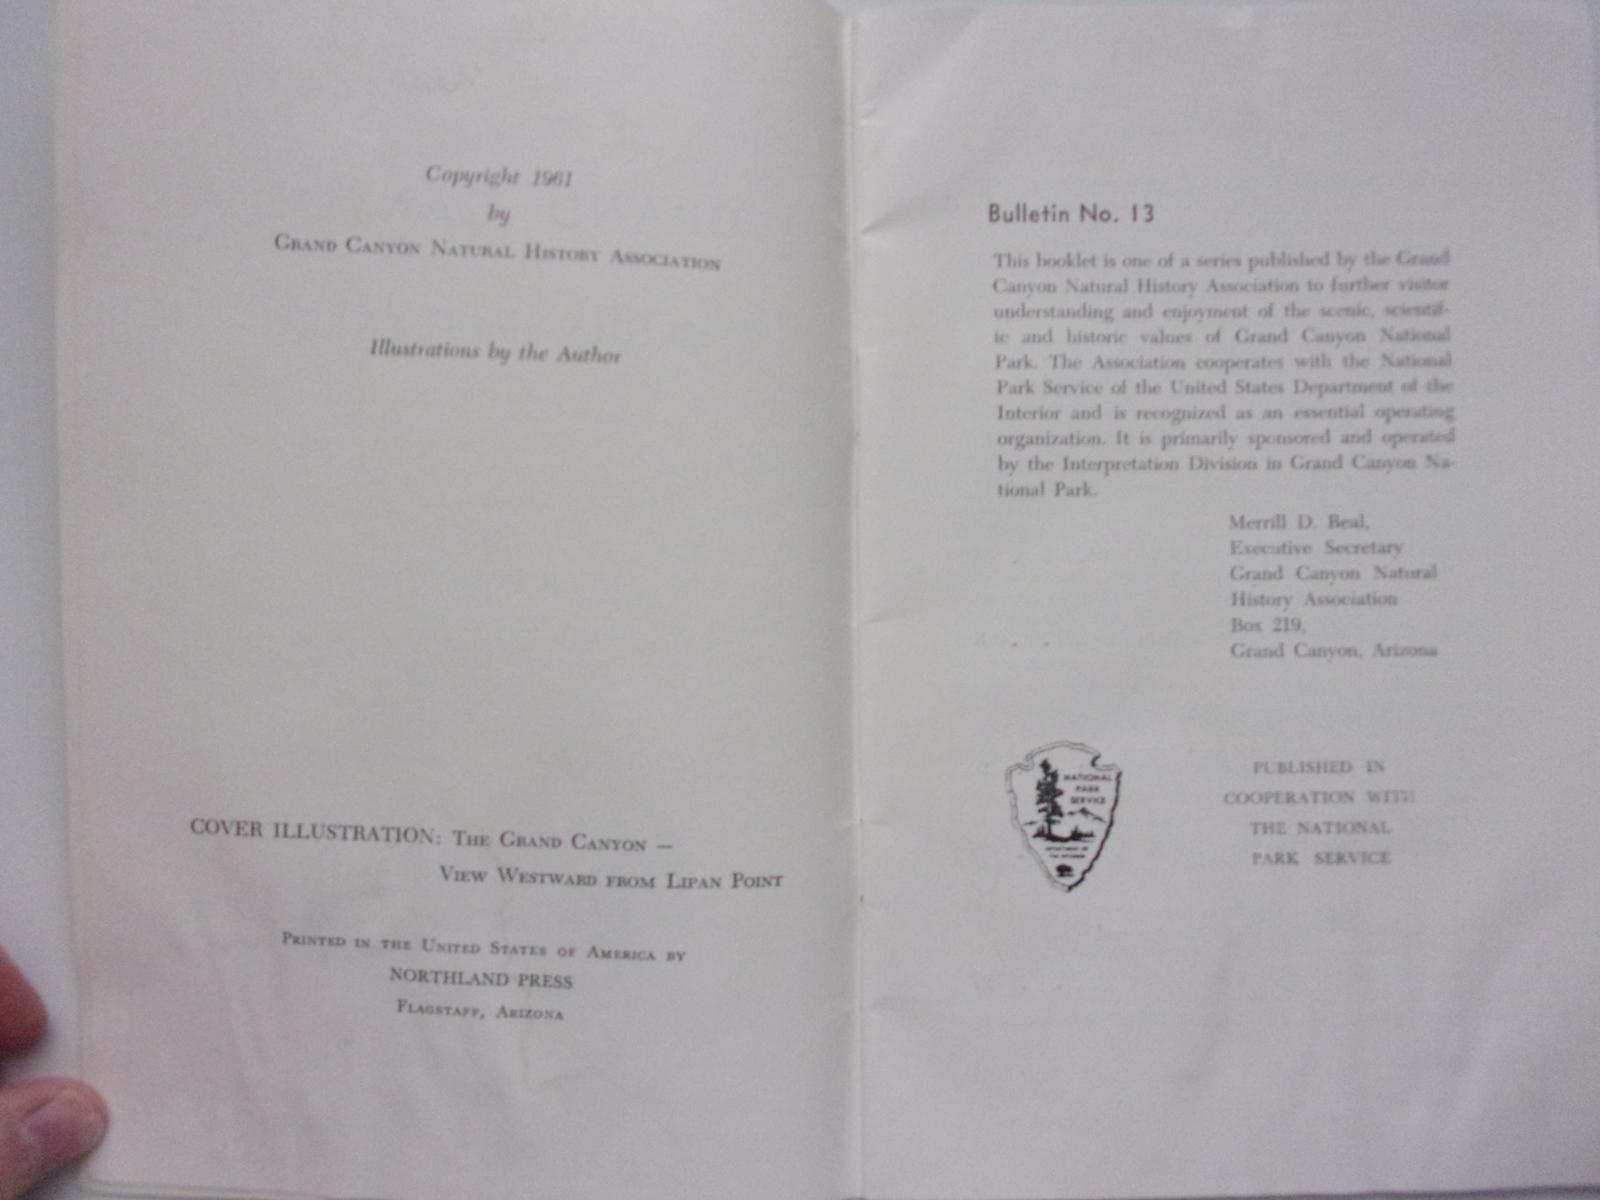 Copyright 1961
by
GRAND CANYON NATURAL HISTORY ASSOCIATION
Illustrations by the Author
COVER ILLUSTRATION: THE GRAND CANYON —
VIEW WESTWARD FROM LIPAN POINT
PRINTED IN THE UNITED STATES OF AMERICA BY
NORTHLAND PRESS
FLAGSTAFF, ARIZONA
Bulletin No. 13
This booklet is one of a series published by the Grand
Canyon Natural History Association to further visitor
understanding and enjoyment of the scenic, scientif-
ic and historic values of Grand Canyon National
Park. The Association cooperates with the National
Park Service of the United States Department of the
Interior and is recognized as an essential operating
organization. It is primarily sponsored and operated
by the Interpretation Division in Grand Canyon Na-
tional Park.
Merrill D. Beal,
Executive Secretary
Grand Canyon Natural
History Association
Box 219,
Grand Canyon, Arizona
NATIONAL
PARK
SERVICE
DEPARTMENT OF
THE INTERIOR
PUBLISHED IN
COOPERATION WITH
THE NATIONAL
PARK SERVICE